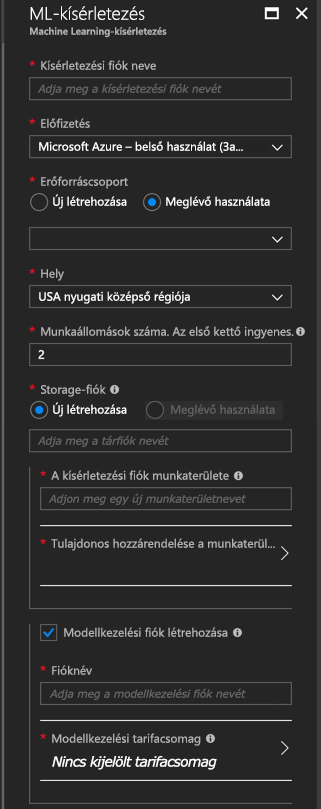 ML-kísérletezés
Machine Learning-kísérletezés
* Kísérletezési fiók neve
Adja meg a kísérletezési fiók nevét
* Előfizetés
Microsoft Azure – belső használat (3a...
* Erőforráscsoport
Új létrehozása Meglévő használata
* Hely
USA nyugati középső régiója
* Munkaállomások száma. Az első kettő ingyenes.
2
* Storage-fiók
Új létrehozása Meglévő használata
Adja meg a tárfiók nevét
* A kísérletezési fiók munkaterülete
Adjon meg egy új munkaterületnevet
* Tulajdonos hozzárendelése a munkaterül...
Modellkezelési fiók létrehozása
* Fióknév
Adja meg a modellkezelési fiók nevét
* Modellkezelési tarifacsomag
Nincs kijelölt tarifacsomag